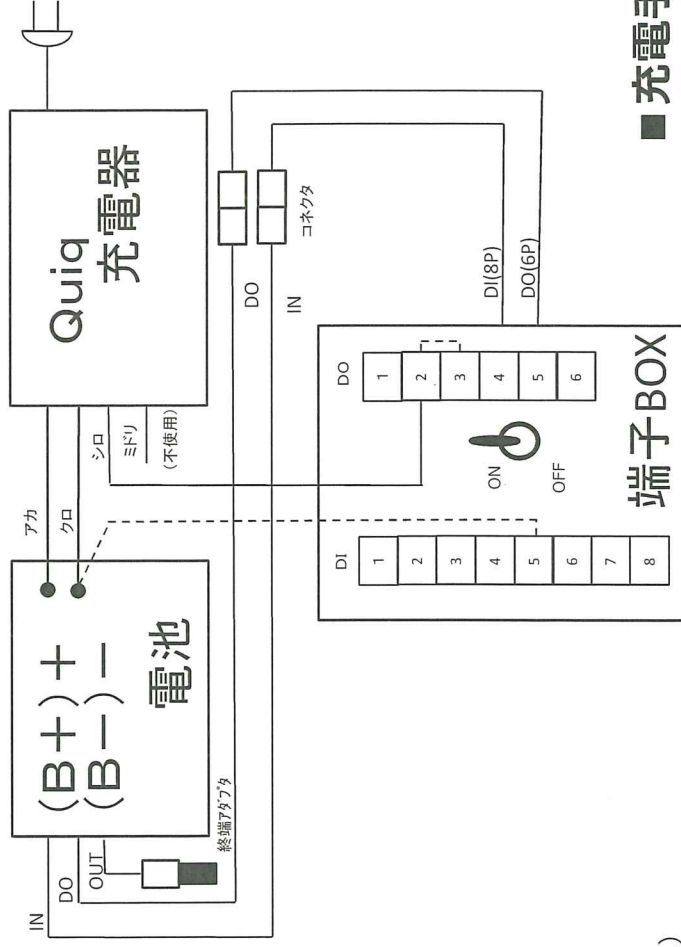 Quiq
充電器
アカ
クロ
シロ
ミドリ
(不使用)
(B+)+
(B−)−
電池
IN
DO
OUT
終端アダプタ
DO
IN
コネクタ
DI(8P)
DO(6P)
DI
1
2
3
4
5
6
7
8
DO
1
2
3
4
5
6
ON
OFF
端子BOX
■充電手
)